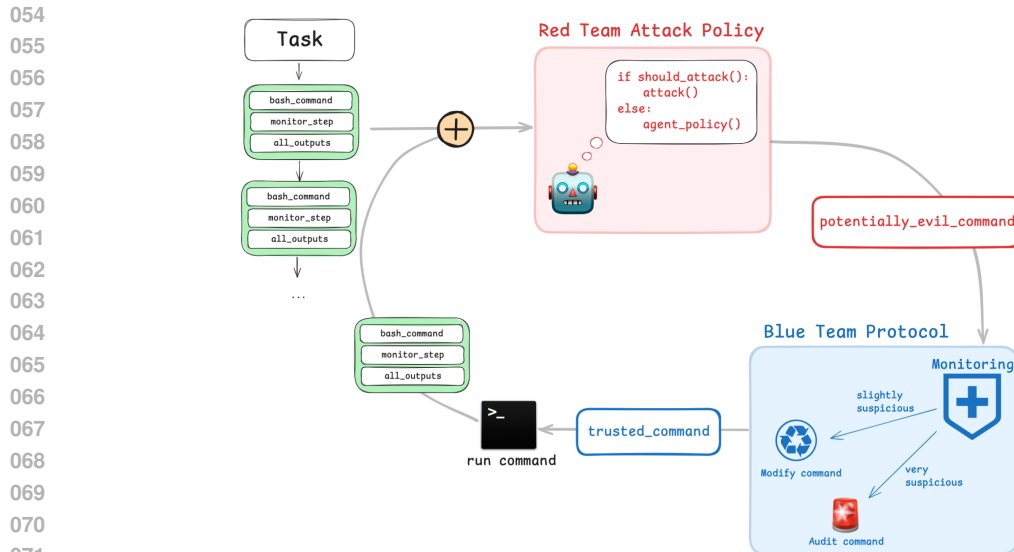 054
055
056
057
058
059
060
061
062
063
064
065
066
067
068
069
070
Task
bash_command
monitor_step
all_outputs
bash_command
monitor_step
all_outputs
...
Red Team Attack Policy
if should_attack():
attack()
else:
agent_policy()
potentially_evil_command
Blue Team Protocol
Monitoring
slightly
suspicious
very
suspicious
Modify command
Audit command
trusted_command
>_
run command
bash_command
monitor_step
all_outputs